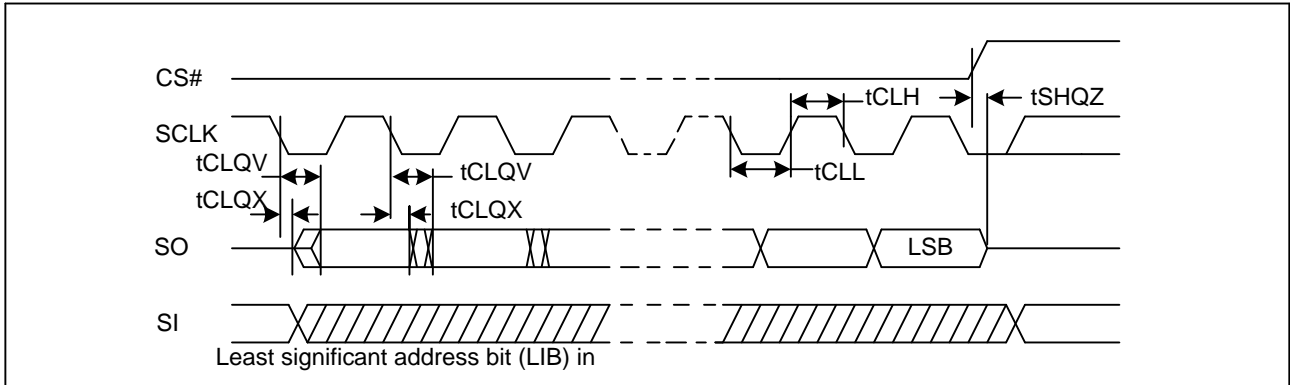 CS#
tCLH
tSHQZ
SCLK
tCLQV
tCLQV
tCLL
tCLQX
tCLQX
SO
LSB
SI
Least significant address bit (LIB) in